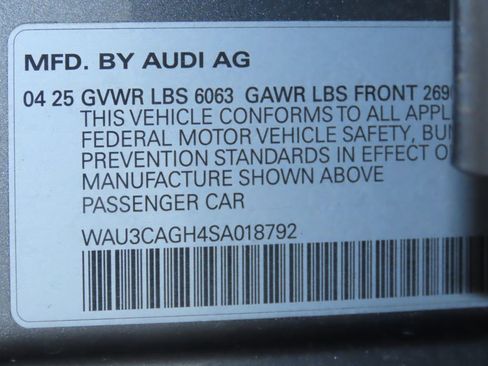 MFD. BY AUDI AG
04 25 GVWR LBS 6063 GAWR LBS FRONT
THIS VEHICLE CONFORMS TO ALL
FEDERAL MOTOR VEHICLE SAFETY,
PREVENTION STANDARDS IN EFFECT
MANUFACTURE SHOWN ABOVE
PASSENGER CAR
WAU3CAGH4SA018792